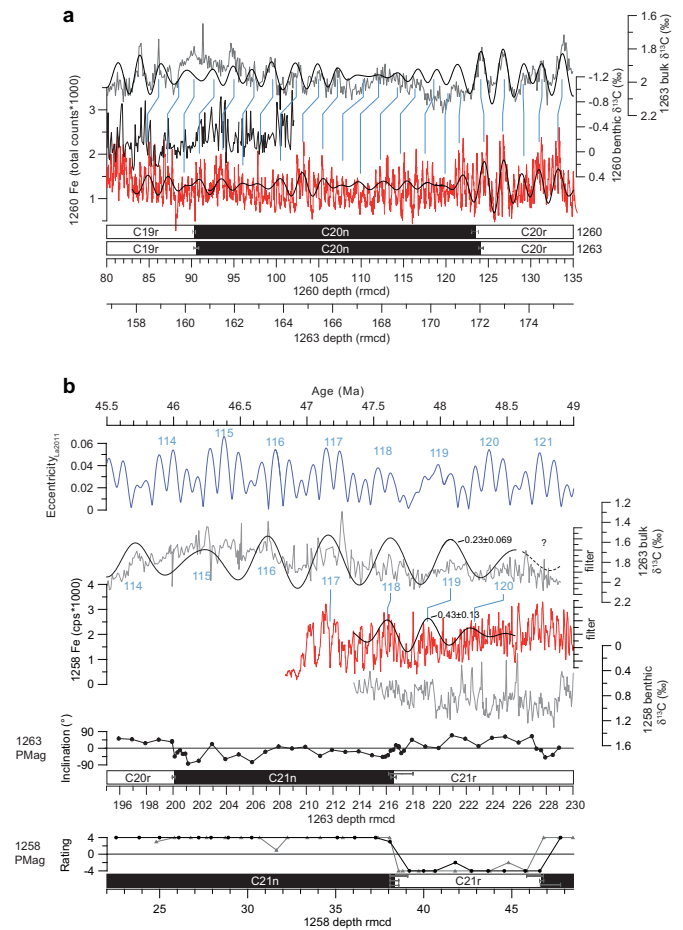 a
1.6
1.8
2
2.2
1263 bulk δ¹³C (‰)
-1.2
-0.8
-0.4
0
0.4
1260 benthic δ¹³C (‰)
3
2
1
1260 Fe (total counts*1000)
C19r C20n C20r 1260
C19r C20n C20r 1263
80 85 90 95 100 105 110 115 120 125 130 135
1260 depth (rmcd)
158 160 162 164 166 168 170 172 174
1263 depth (rmcd)
b
Age (Ma)
45.5 46 46.5 47 47.5 48 48.5 49
0.06
0.04
0.02
0
Eccentricity La2011
114 115 116 117 118 119 120 121
1.2
1.4
1.6
1.8
2
2.2
1263 bulk δ¹³C (‰)
filter
0.23±0.069
?
114 115 116 117 118 119 120
4
3
2
1
0
1258 Fe (cps*1000)
0.43±0.13
filter
0
0.4
0.8
1.2
1.6
1258 benthic δ¹³C (‰)
1263 PMag
Inclination (°)
90
0
-90
C20r C21n C21r
196 198 200 202 204 206 208 210 212 214 216 218 220 222 224 226 228 230
1263 depth rmcd
1258 PMag
Rating
4
0
-4
C21n C21r
25 30 35 40 45
1258 depth rmcd